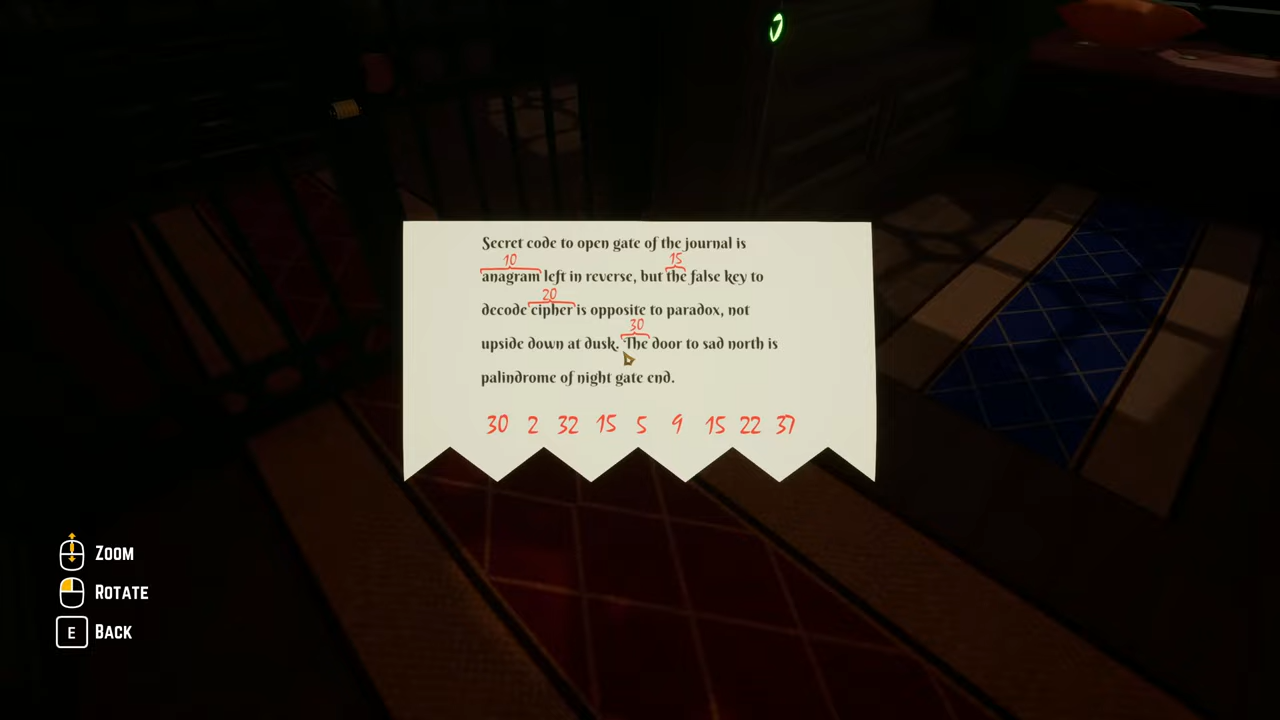 Secret code to open gate of the journal is
10 15
anagram left in reverse, but the false key to
20
decode cipher is opposite to paradox, not
30
upside down at dusk. The door to sad north is
palindrome of night gate end.
30 2 32 15 5 9 15 22 37
ZOOM
ROTATE
E BACK